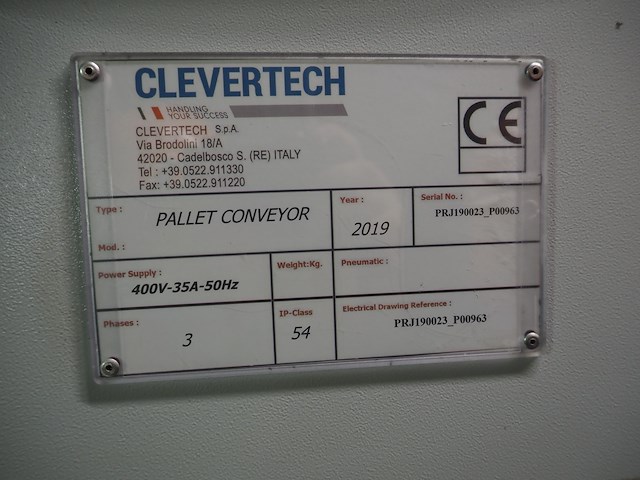 CLEVERTECH
HANDLING
YOUR SUCCESS
CLEVERTECH S.p.A.
Via Brodolini 18/A
42020 - Cadelbosco S. (RE) ITALY
Tel : +39.0522.911330
Fax: +39.0522.911220
CE
Type :
PALLET CONVEYOR
Mod. :
Year :
2019
Serial No. :
PRJ190023_P00963
Power Supply :
400V-35A-50Hz
Weight:Kg.
Pneumatic :
Phases :
3
IP-Class
54
Electrical Drawing Reference :
PRJ190023_P00963